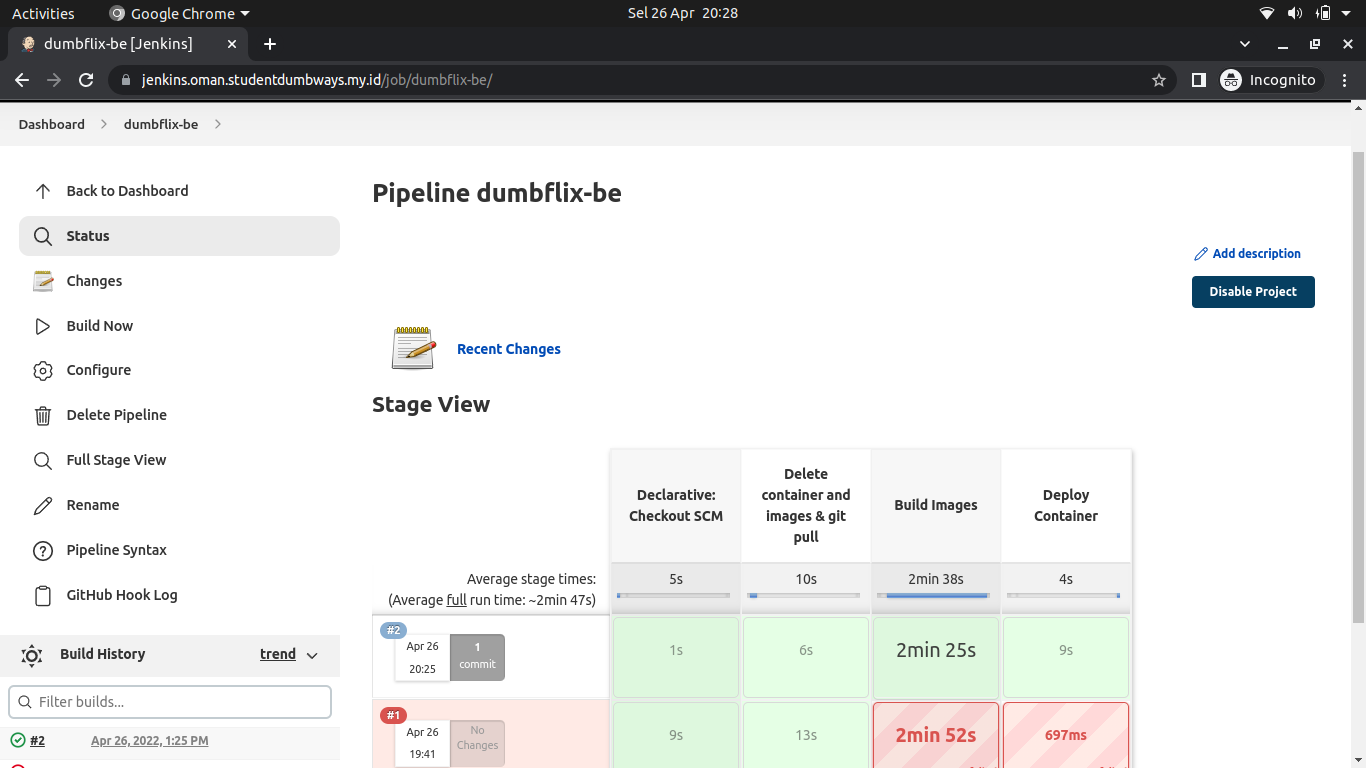 Activities
Google Chrome
Sel 26 Apr 20:28
dumbflix-be [Jenkins]
jenkins.oman.studentdumbways.my.id/job/dumbflix-be/
Incognito
Dashboard
dumbflix-be
Back to Dashboard
Status
Changes
Build Now
Configure
Delete Pipeline
Full Stage View
Rename
Pipeline Syntax
GitHub Hook Log
Build History
trend
Filter builds...
#2
Apr 26, 2022, 1:25 PM
Pipeline dumbflix-be
Add description
Disable Project
Recent Changes
Stage View
Declarative:
Checkout SCM
Delete
container and
images & git
pull
Build Images
Deploy
Container
Average stage times:
5s
10s
2min 38s
4s
(Average full run time: ~2min 47s)
#2
Apr 26
20:25
1
commit
1s
6s
2min 25s
9s
#1
Apr 26
19:41
No
Changes
9s
13s
2min 52s
697ms